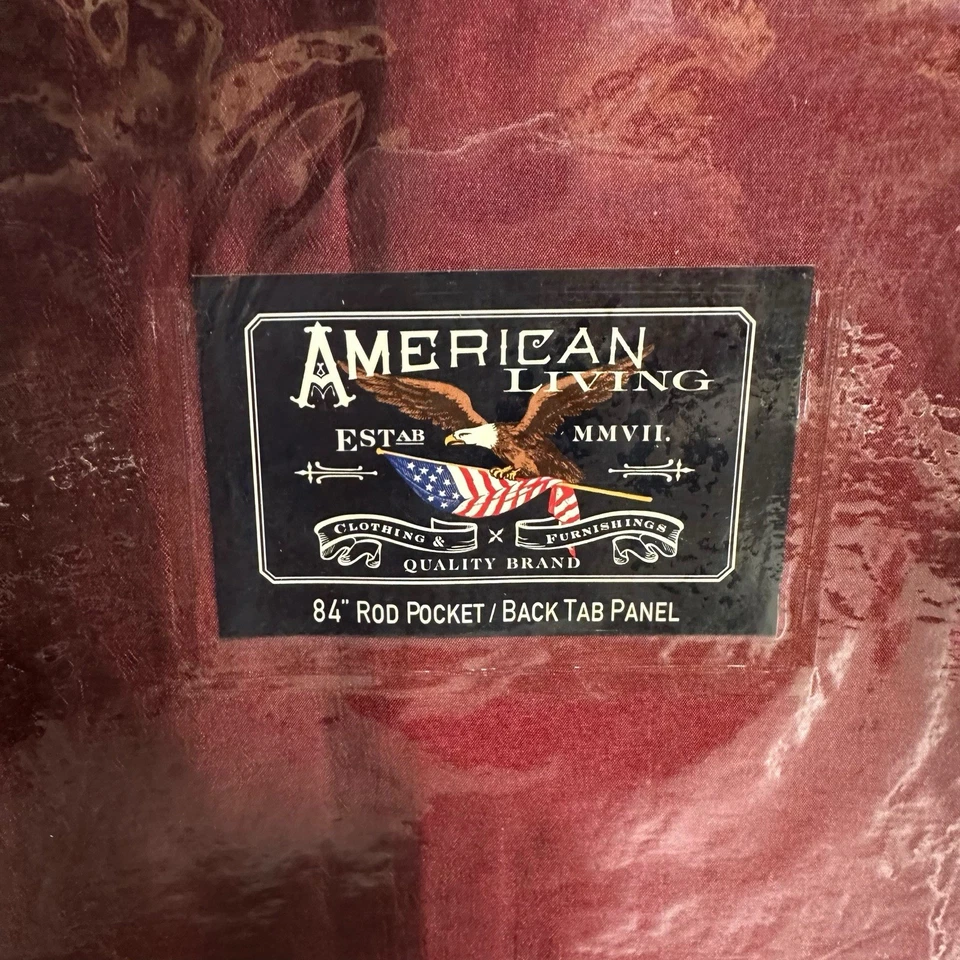 AMERICAN
LIVING
ESTAB MMVII.
CLOTHING & × FURNISHINGS
QUALITY BRAND
84" ROD POCKET / BACK TAB PANEL